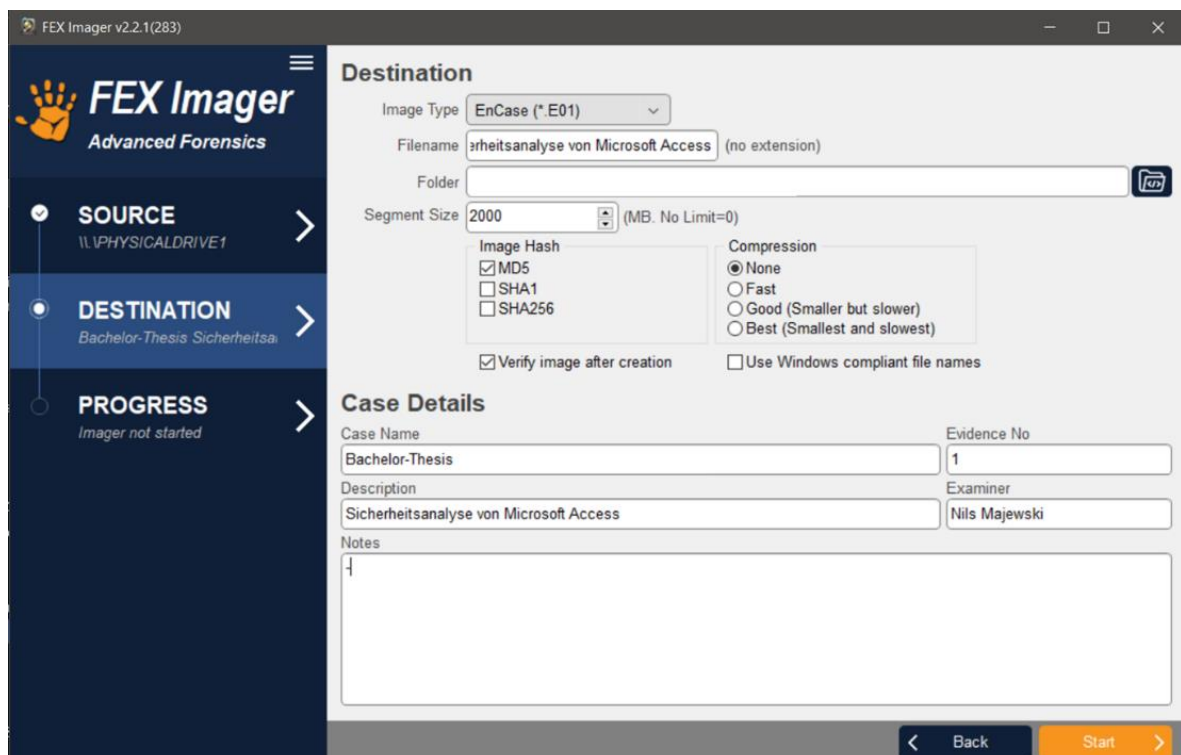 FEX Imager v2.2.1(283)
FEX Imager
Advanced Forensics
SOURCE
\\.\PHYSICALDRIVE1
DESTINATION
Bachelor-Thesis Sicherheitsa
PROGRESS
Imager not started
Destination
Image Type EnCase (*.E01)
Filename erheitsanalyse von Microsoft Access (no extension)
Folder
Segment Size 2000 (MB. No Limit=0)
Image Hash
MD5
SHA1
SHA256
Compression
None
Fast
Good (Smaller but slower)
Best (Smallest and slowest)
Verify image after creation Use Windows compliant file names
Case Details
Case Name Evidence No
Bachelor-Thesis 1
Description Examiner
Sicherheitsanalyse von Microsoft Access Nils Majewski
Notes
-
Back Start